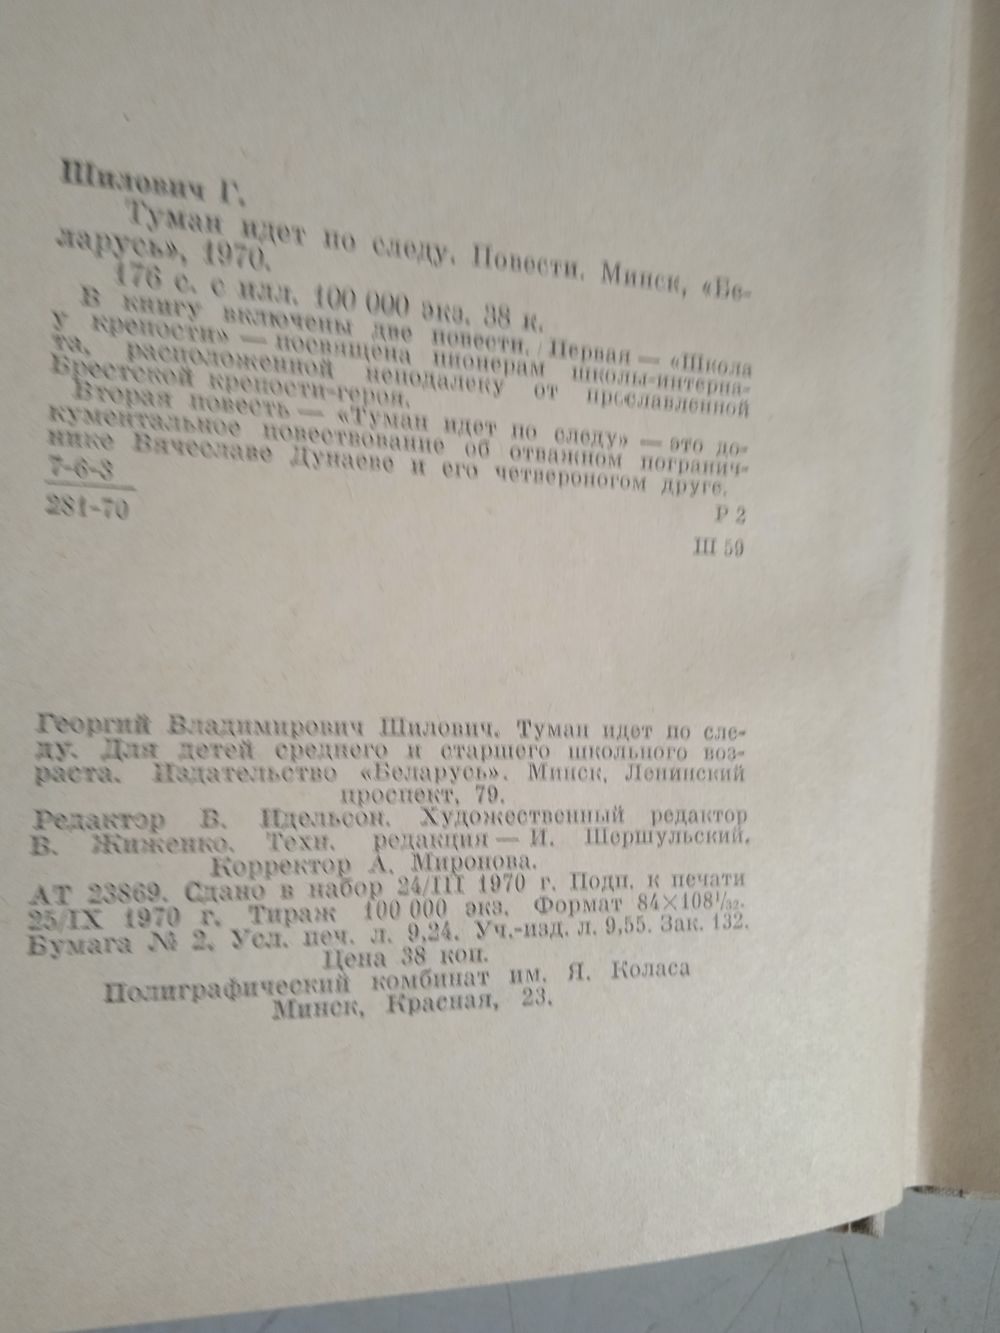 Шилович Г.
Туман идет по следу. Повести. Минск, «Бе-
ларусь», 1970.
176 с. с илл. 100 000 экз. 38 к.
В книгу включены две повести. Первая — «Школа
у крепости» — посвящена пионерам школы-интерна-
та, расположенной неподалеку от прославленной
Брестской крепости-героя.
Вторая повесть — «Туман идет по следу» — это до-
кументальное повествование об отважном погранич-
нике Вячеславе Дунаеве и его четвероногом друге.
7-6-3
281-70
Р 2
Ш 59
Георгий Владимирович Шилович. Туман идет по сле-
ду. Для детей среднего и старшего школьного воз-
раста. Издательство «Беларусь». Минск, Ленинский
проспект, 79.
Редактор В. Идельсон. Художественный редактор
В. Жиженко. Техн. редакция — И. Шершульский.
Корректор А. Миронова.
АТ 23869. Сдано в набор 24/III 1970 г. Подп. к печати
25/IX 1970 г. Тираж 100 000 экз. Формат 84×108¹/₃₂.
Бумага № 2. Усл. печ. л. 9,24. Уч.-изд. л. 9,55. Зак. 132.
Цена 38 коп.
Полиграфический комбинат им. Я. Коласа
Минск, Красная, 23.